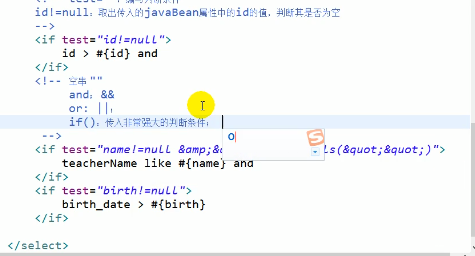 id!=null：取出传入的javaBean属性中的id的值，判断其是否为空
-->
<if test="id!=null">
id > #{id} and
</if>
<!-- 空串 ""
and：&&
or: ||；
if()：传入非常强大的判断条件；
-->
o
<if test="name!=null &amp;& ls(&quot;&quot;)">
teacherName like #{name} and
</if>
<if test="birth!=null">
birth_date > #{birth}
</if>
</select>